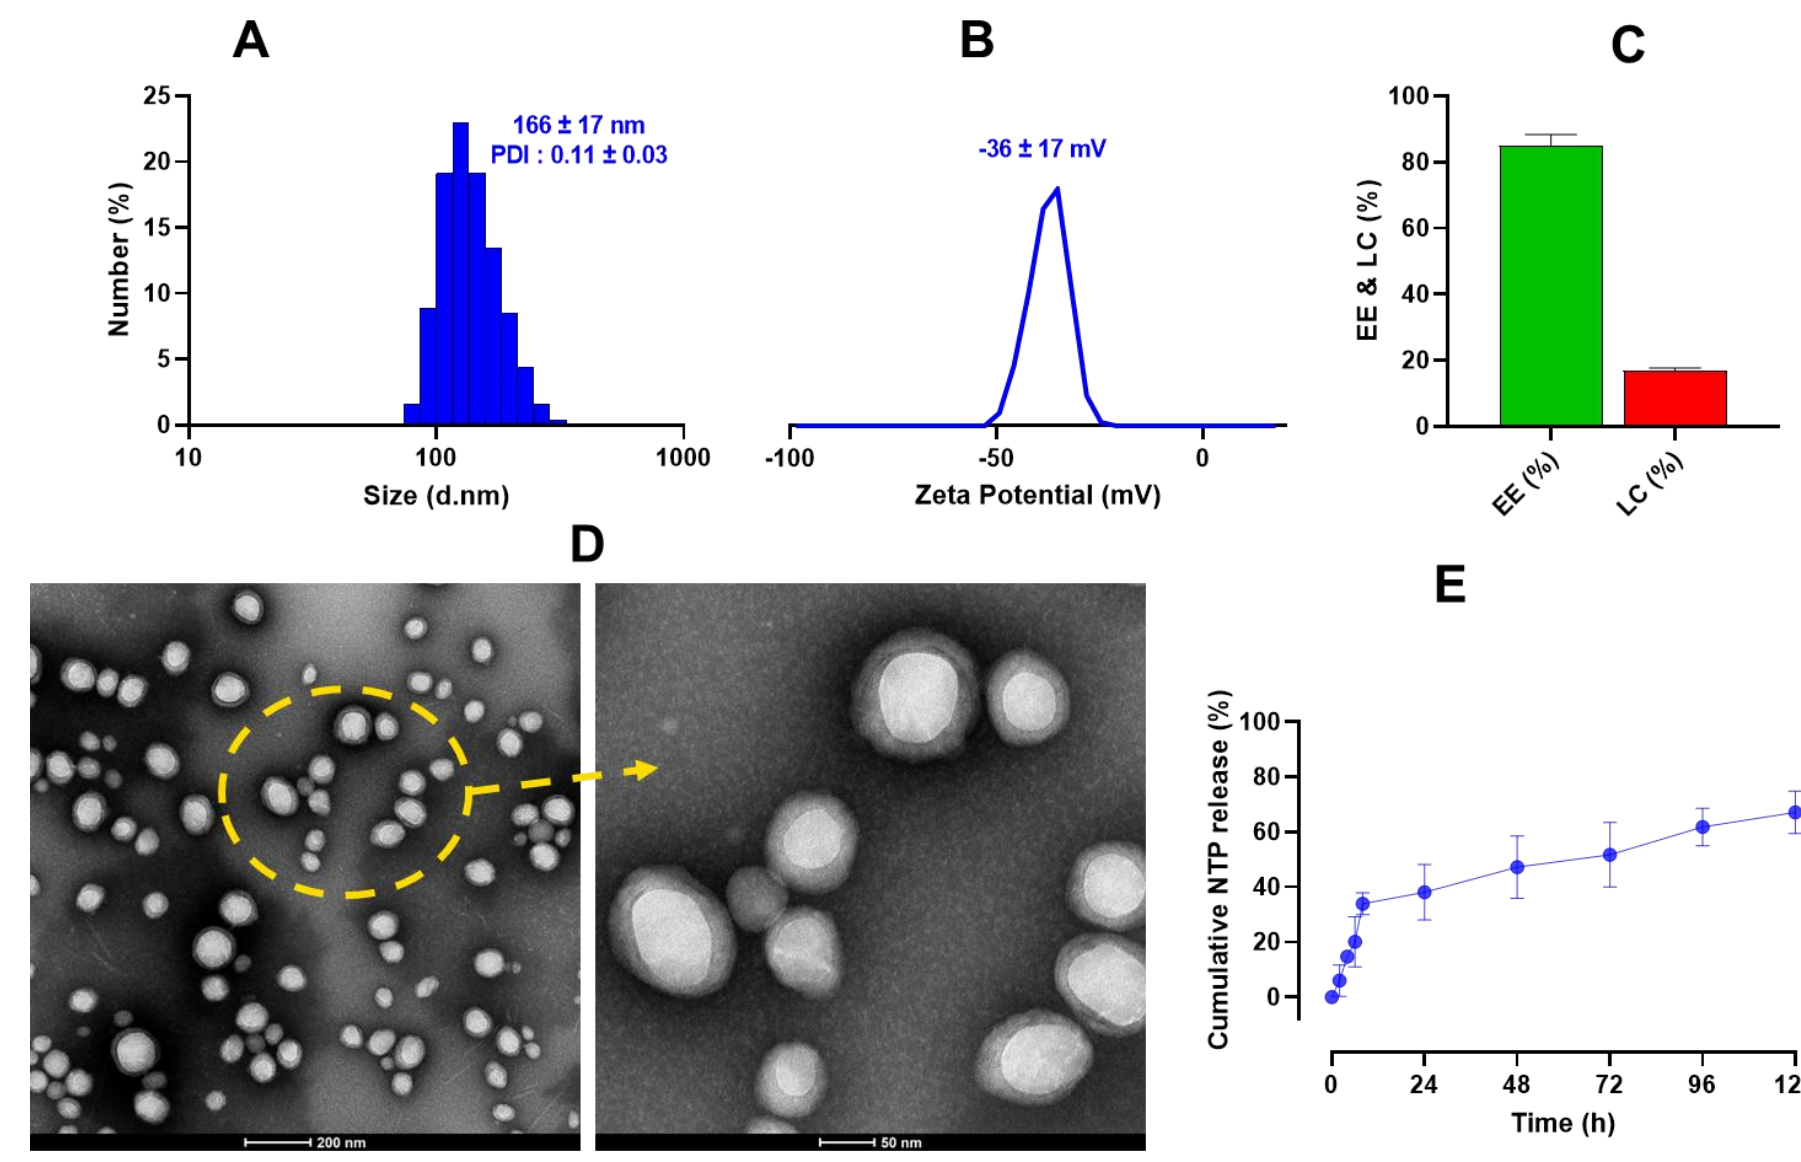 A
25
20
15
10
5
0
Number (%)
166 ± 17 nm
PDI : 0.11 ± 0.03
10
100
1000
Size (d.nm)
B
-36 ± 17 mV
-100
-50
0
Zeta Potential (mV)
C
100
80
60
40
20
0
EE & LC (%)
EE (%)
LC (%)
D
200 nm
50 nm
E
100
80
60
40
20
0
Cumulative NTP release (%)
0
24
48
72
96
12
Time (h)